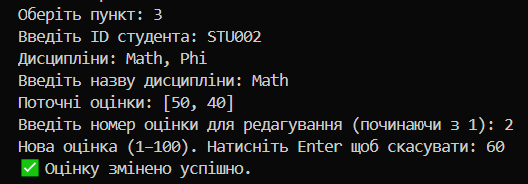 Оберіть пункт: 3
Введіть ID студента: STU002
Дисципліни: Math, Phi
Введіть назву дисципліни: Math
Поточні оцінки: [50, 40]
Введіть номер оцінки для редагування (починаючи з 1): 2
Нова оцінка (1–100). Натисніть Enter щоб скасувати: 60
✅ Оцінку змінено успішно.